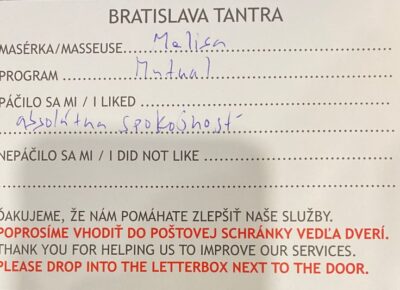 BRATISLAVA TANTRA
MASÉRKA/MASSEUSE Melisa
PROGRAM Mutual
PÁČILO SA MI / I LIKED
absolútna spokojnosť
NEPÁČILO SA MI / I DID NOT LIKE
ĎAKUJEME, ŽE NÁM POMÁHATE ZLEPŠIŤ NAŠE SLUŽBY.
POPROSÍME VHODIŤ DO POŠTOVEJ SCHRÁNKY VEDĽA DVERÍ.
THANK YOU FOR HELPING US TO IMPROVE OUR SERVICES.
PLEASE DROP INTO THE LETTERBOX NEXT TO THE DOOR.